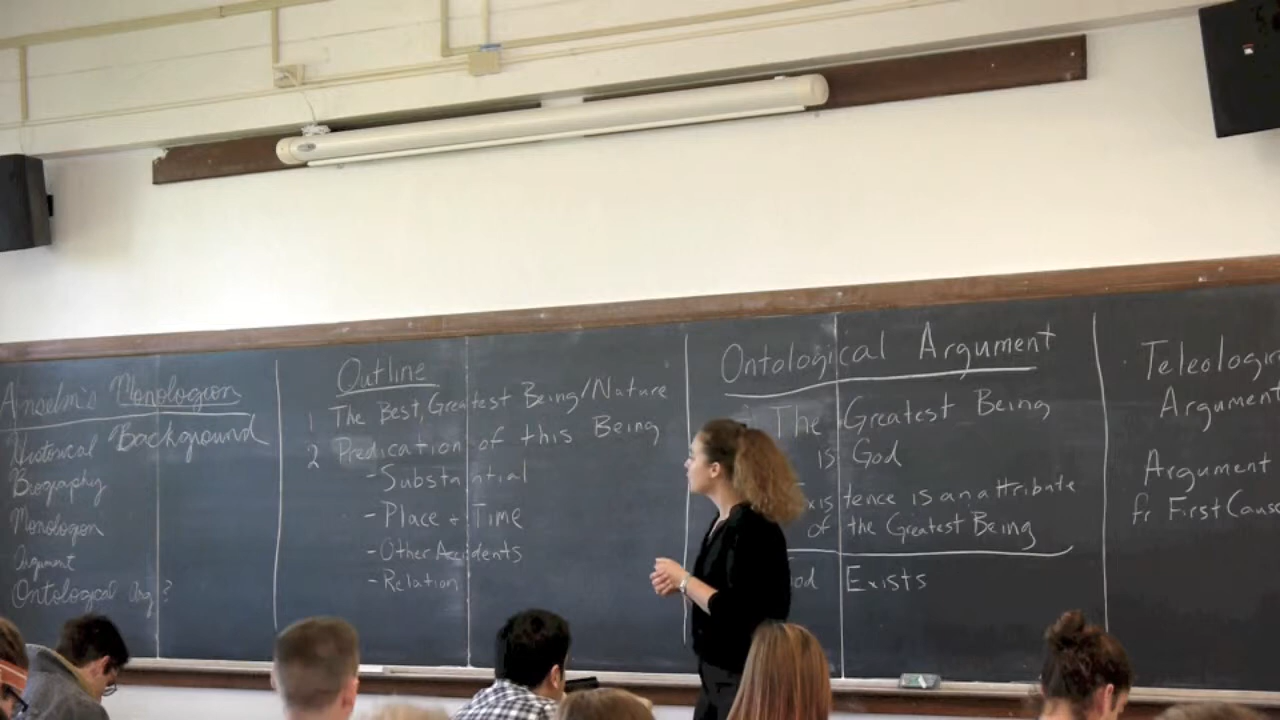 Anselm's Monologion
Historical Background
Biography
Monologion
Argument
Ontological Arg?
Outline
1 The Best, Greatest Being/Nature
2 Predication of this Being
-Substantial
-Place + Time
-Other Accidents
-Relation
Ontological Argument
The Greatest Being
is God
Existence is an attribute
of the Greatest Being
God Exists
Teleologi
Argument
Argument
fr First Cause